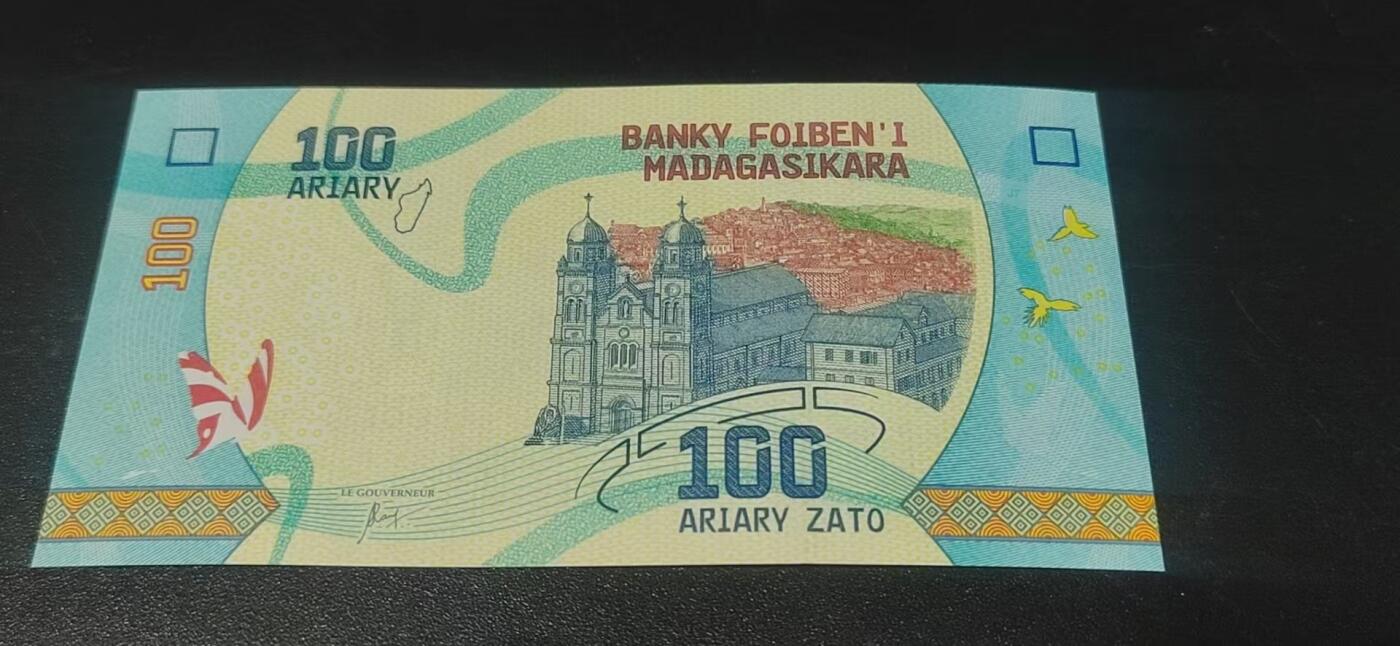 100
ARIARY
BANKY FOIBEN'I
MADAGASIKARA
100
LE GOUVERNEUR
100
ARIARY ZATO